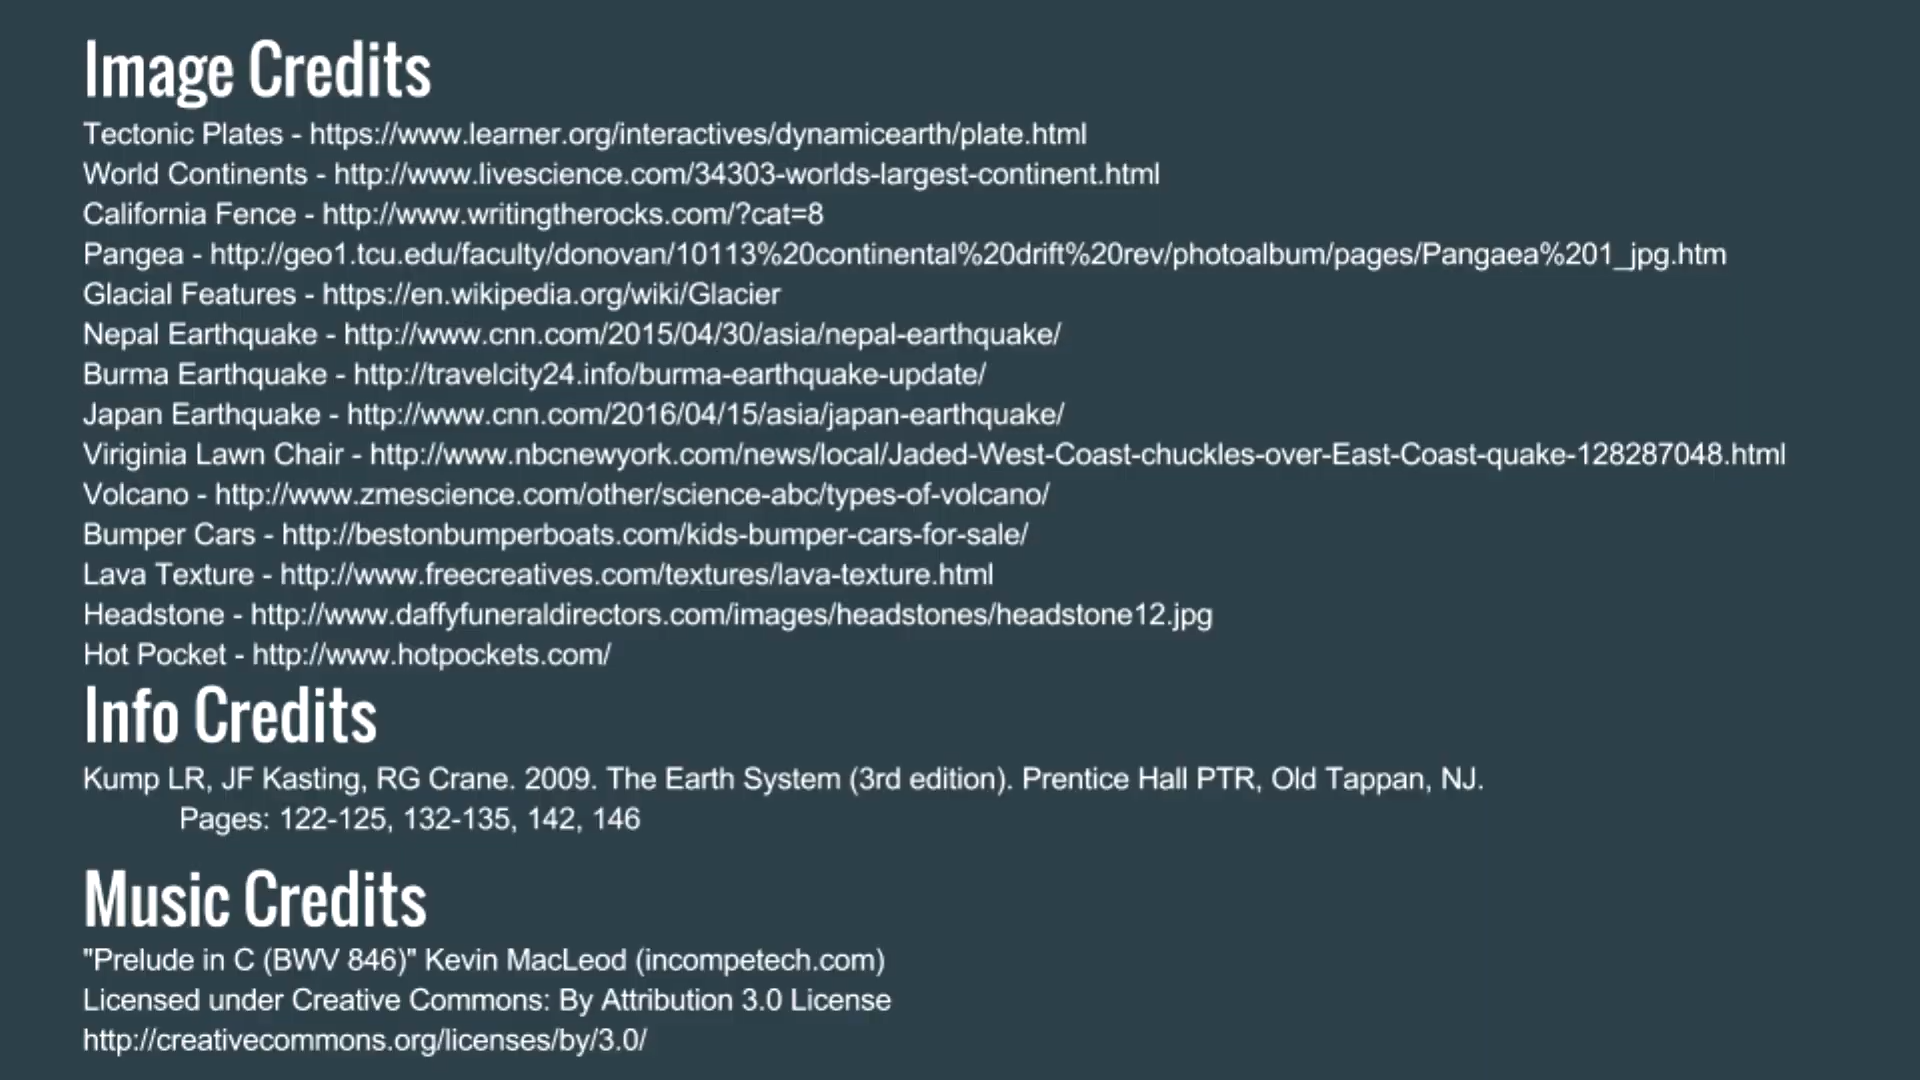 Image Credits
Tectonic Plates - https://www.learner.org/interactives/dynamicearth/plate.html
World Continents - http://www.livescience.com/34303-worlds-largest-continent.html
California Fence - http://www.writingtherocks.com/?cat=8
Pangea - http://geo1.tcu.edu/faculty/donovan/10113%20continental%20drift%20rev/photoalbum/pages/Pangaea%201_jpg.htm
Glacial Features - https://en.wikipedia.org/wiki/Glacier
Nepal Earthquake - http://www.cnn.com/2015/04/30/asia/nepal-earthquake/
Burma Earthquake - http://travelcity24.info/burma-earthquake-update/
Japan Earthquake - http://www.cnn.com/2016/04/15/asia/japan-earthquake/
Viriginia Lawn Chair - http://www.nbcnewyork.com/news/local/Jaded-West-Coast-chuckles-over-East-Coast-quake-128287048.html
Volcano - http://www.zmescience.com/other/science-abc/types-of-volcano/
Bumper Cars - http://bestonbumperboats.com/kids-bumper-cars-for-sale/
Lava Texture - http://www.freecreatives.com/textures/lava-texture.html
Headstone - http://www.daffyfuneraldirectors.com/images/headstones/headstone12.jpg
Hot Pocket - http://www.hotpockets.com/
Info Credits
Kump LR, JF Kasting, RG Crane. 2009. The Earth System (3rd edition). Prentice Hall PTR, Old Tappan, NJ.
Pages: 122-125, 132-135, 142, 146
Music Credits
"Prelude in C (BWV 846)" Kevin MacLeod (incompetech.com)
Licensed under Creative Commons: By Attribution 3.0 License
http://creativecommons.org/licenses/by/3.0/